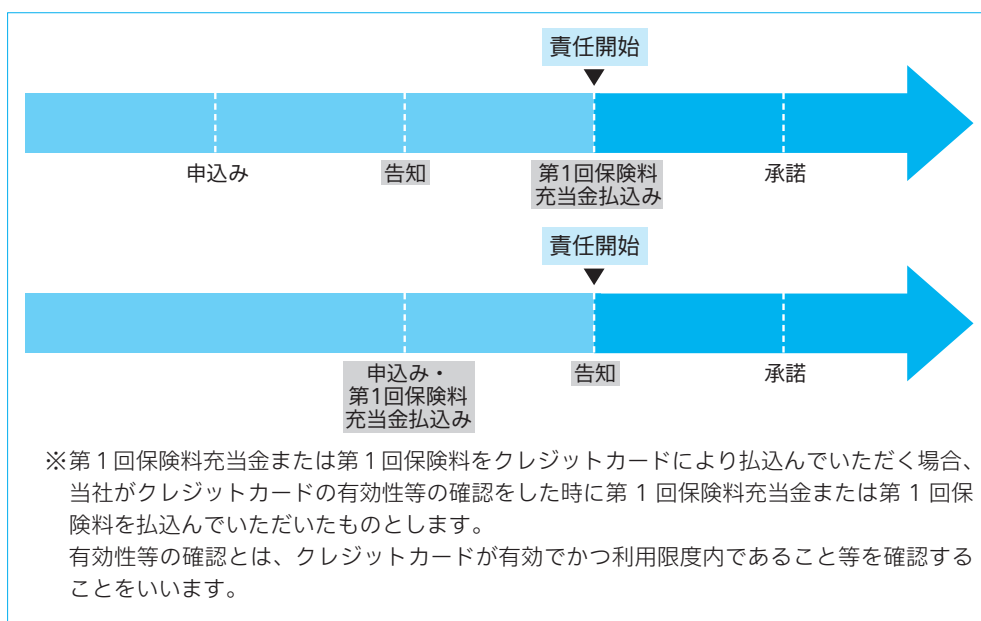 責任開始
申込み
告知
第1回保険料
充当金払込み
承諾
責任開始
申込み・
第1回保険料
充当金払込み
告知
承諾
※第1回保険料充当金または第1回保険料をクレジットカードにより払込んでいただく場合、
当社がクレジットカードの有効性等の確認をした時に第 1 回保険料充当金または第 1 回保
険料を払込んでいただいたものとします。
有効性等の確認とは、クレジットカードが有効でかつ利用限度内であること等を確認する
ことをいいます。